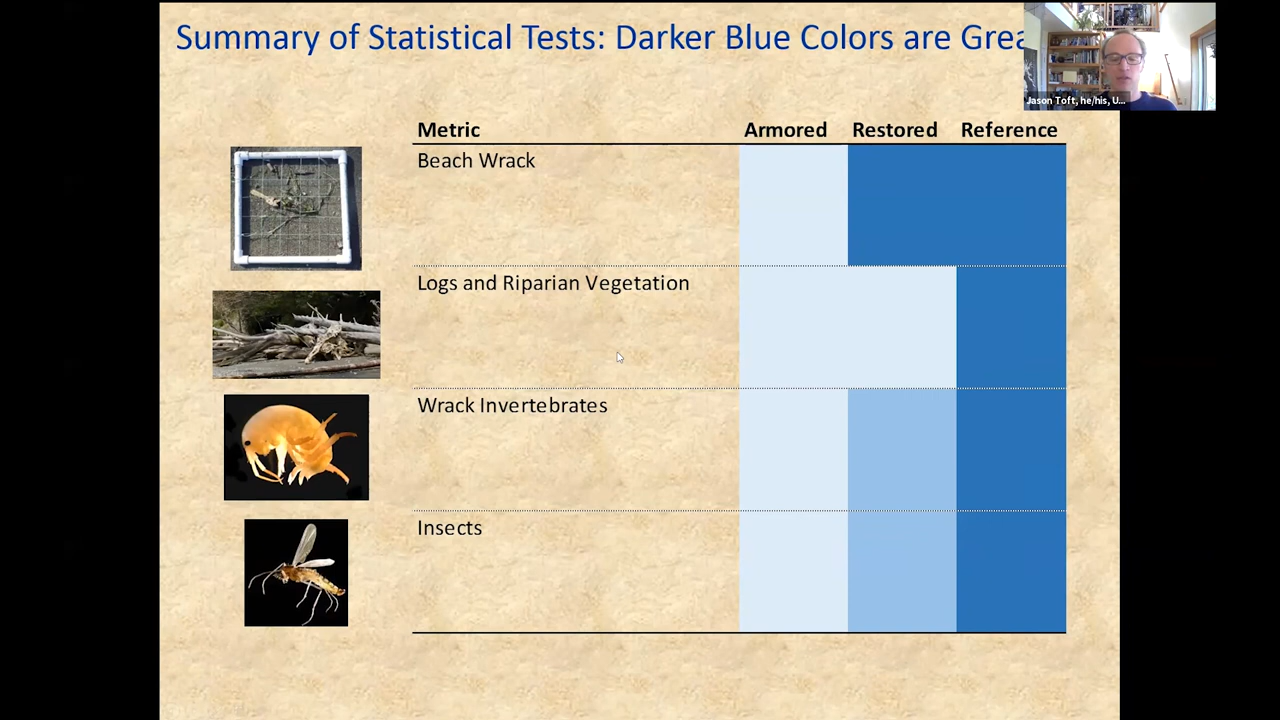 Summary of Statistical Tests: Darker Blue Colors are Grea
Jason Toft, he/his, U...
Metric Armored Restored Reference
Beach Wrack
Logs and Riparian Vegetation
Wrack Invertebrates
Insects